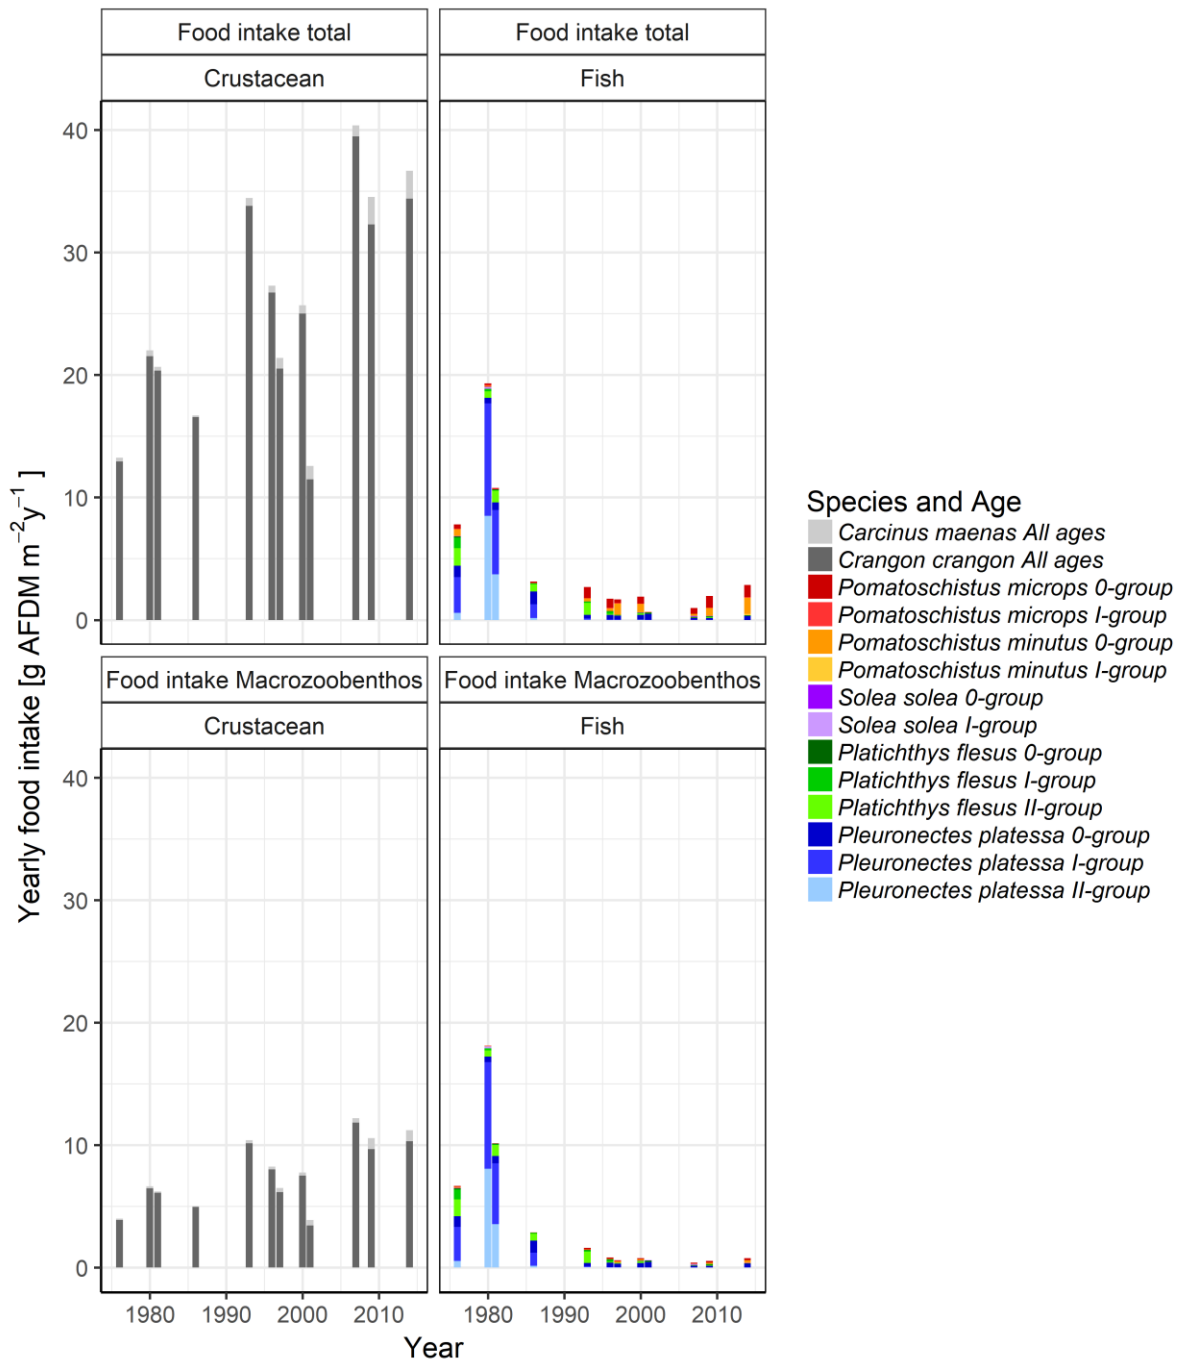 Food intake total
Food intake total
Crustacean
Fish
40
30
20
10
0
Food intake Macrozoobenthos
Food intake Macrozoobenthos
Crustacean
Fish
40
30
20
10
0
1980 1990 2000 2010
1980 1990 2000 2010
Year
Yearly food intake [g AFDM m⁻²y⁻¹ ]
Species and Age
Carcinus maenas All ages
Crangon crangon All ages
Pomatoschistus microps 0-group
Pomatoschistus microps I-group
Pomatoschistus minutus 0-group
Pomatoschistus minutus I-group
Solea solea 0-group
Solea solea I-group
Platichthys flesus 0-group
Platichthys flesus I-group
Platichthys flesus II-group
Pleuronectes platessa 0-group
Pleuronectes platessa I-group
Pleuronectes platessa II-group